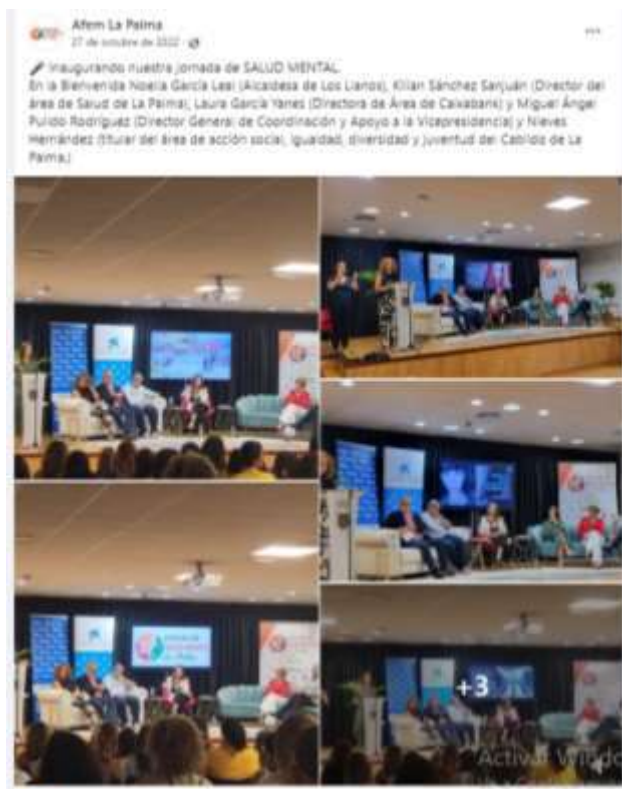 Afem La Palma
27 de octubre de 2022
Inaugurando nuestra jornada de SALUD MENTAL
En la Bienvenida Noelia García Leal (Alcaldesa de Los Llanos), Kilian Sánchez Sanjuán (Director del
área de Salud de La Palma), Laura García Yanes (Directora de Área de Caixabank) y Miguel Ángel
Pulido Rodríguez (Director General de Coordinación y Apoyo a la Vicepresidencia) y Nieves
Hernández (titular del área de acción social, igualdad, diversidad y juventud del Cabildo de La
Palma.)
+3
Activar Windo